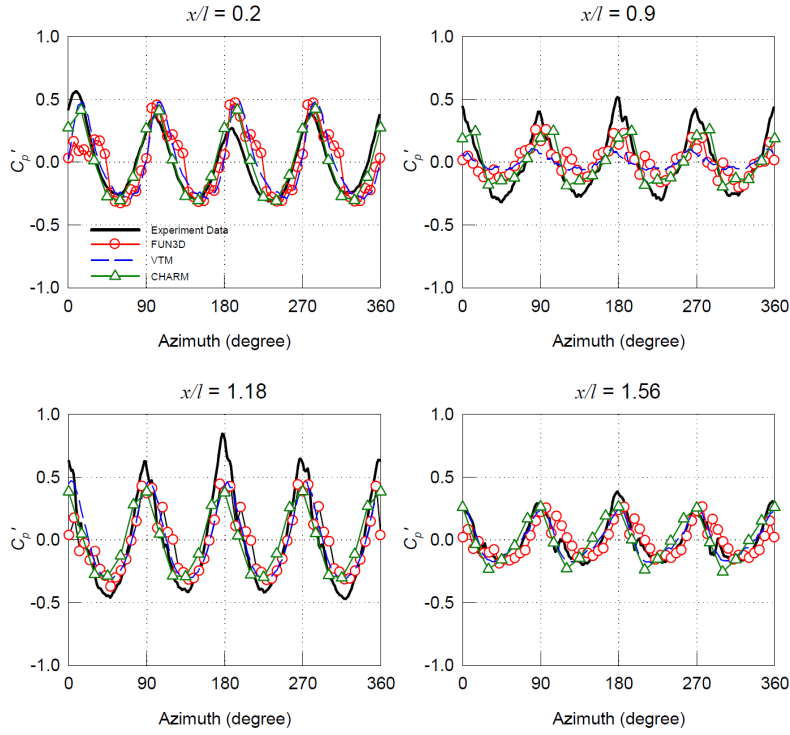 x/l = 0.2
1.0
0.5
0.0
-0.5
-1.0
Cp'
Experiment Data
FUN3D
VTM
CHARM
0 90 180 270 360
Azimuth (degree)
x/l = 0.9
1.0
0.5
0.0
-0.5
-1.0
Cp'
0 90 180 270 360
Azimuth (degree)
x/l = 1.18
1.0
0.5
0.0
-0.5
-1.0
Cp'
0 90 180 270 360
Azimuth (degree)
x/l = 1.56
1.0
0.5
0.0
-0.5
-1.0
Cp'
0 90 180 270 360
Azimuth (degree)